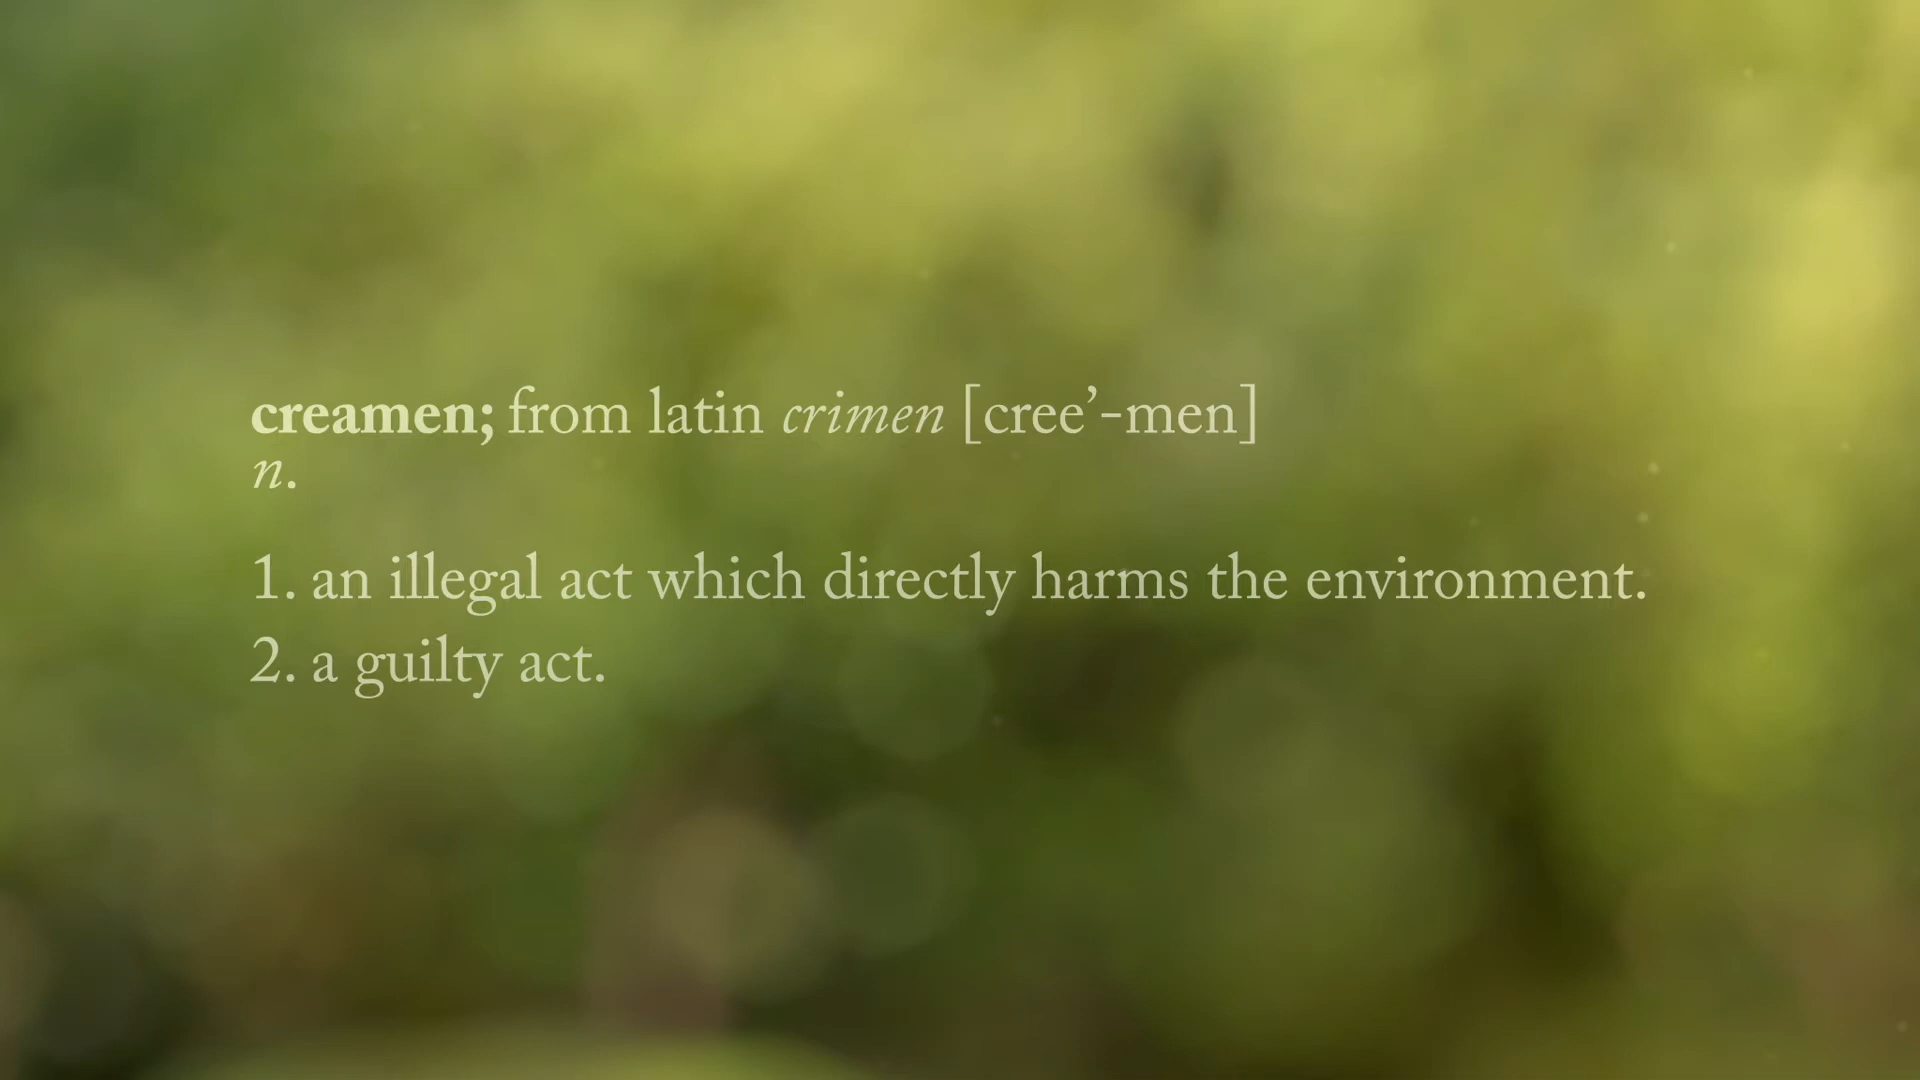 creamen; from latin crimen [cree’-men]
n.
1. an illegal act which directly harms the environment.
2. a guilty act.